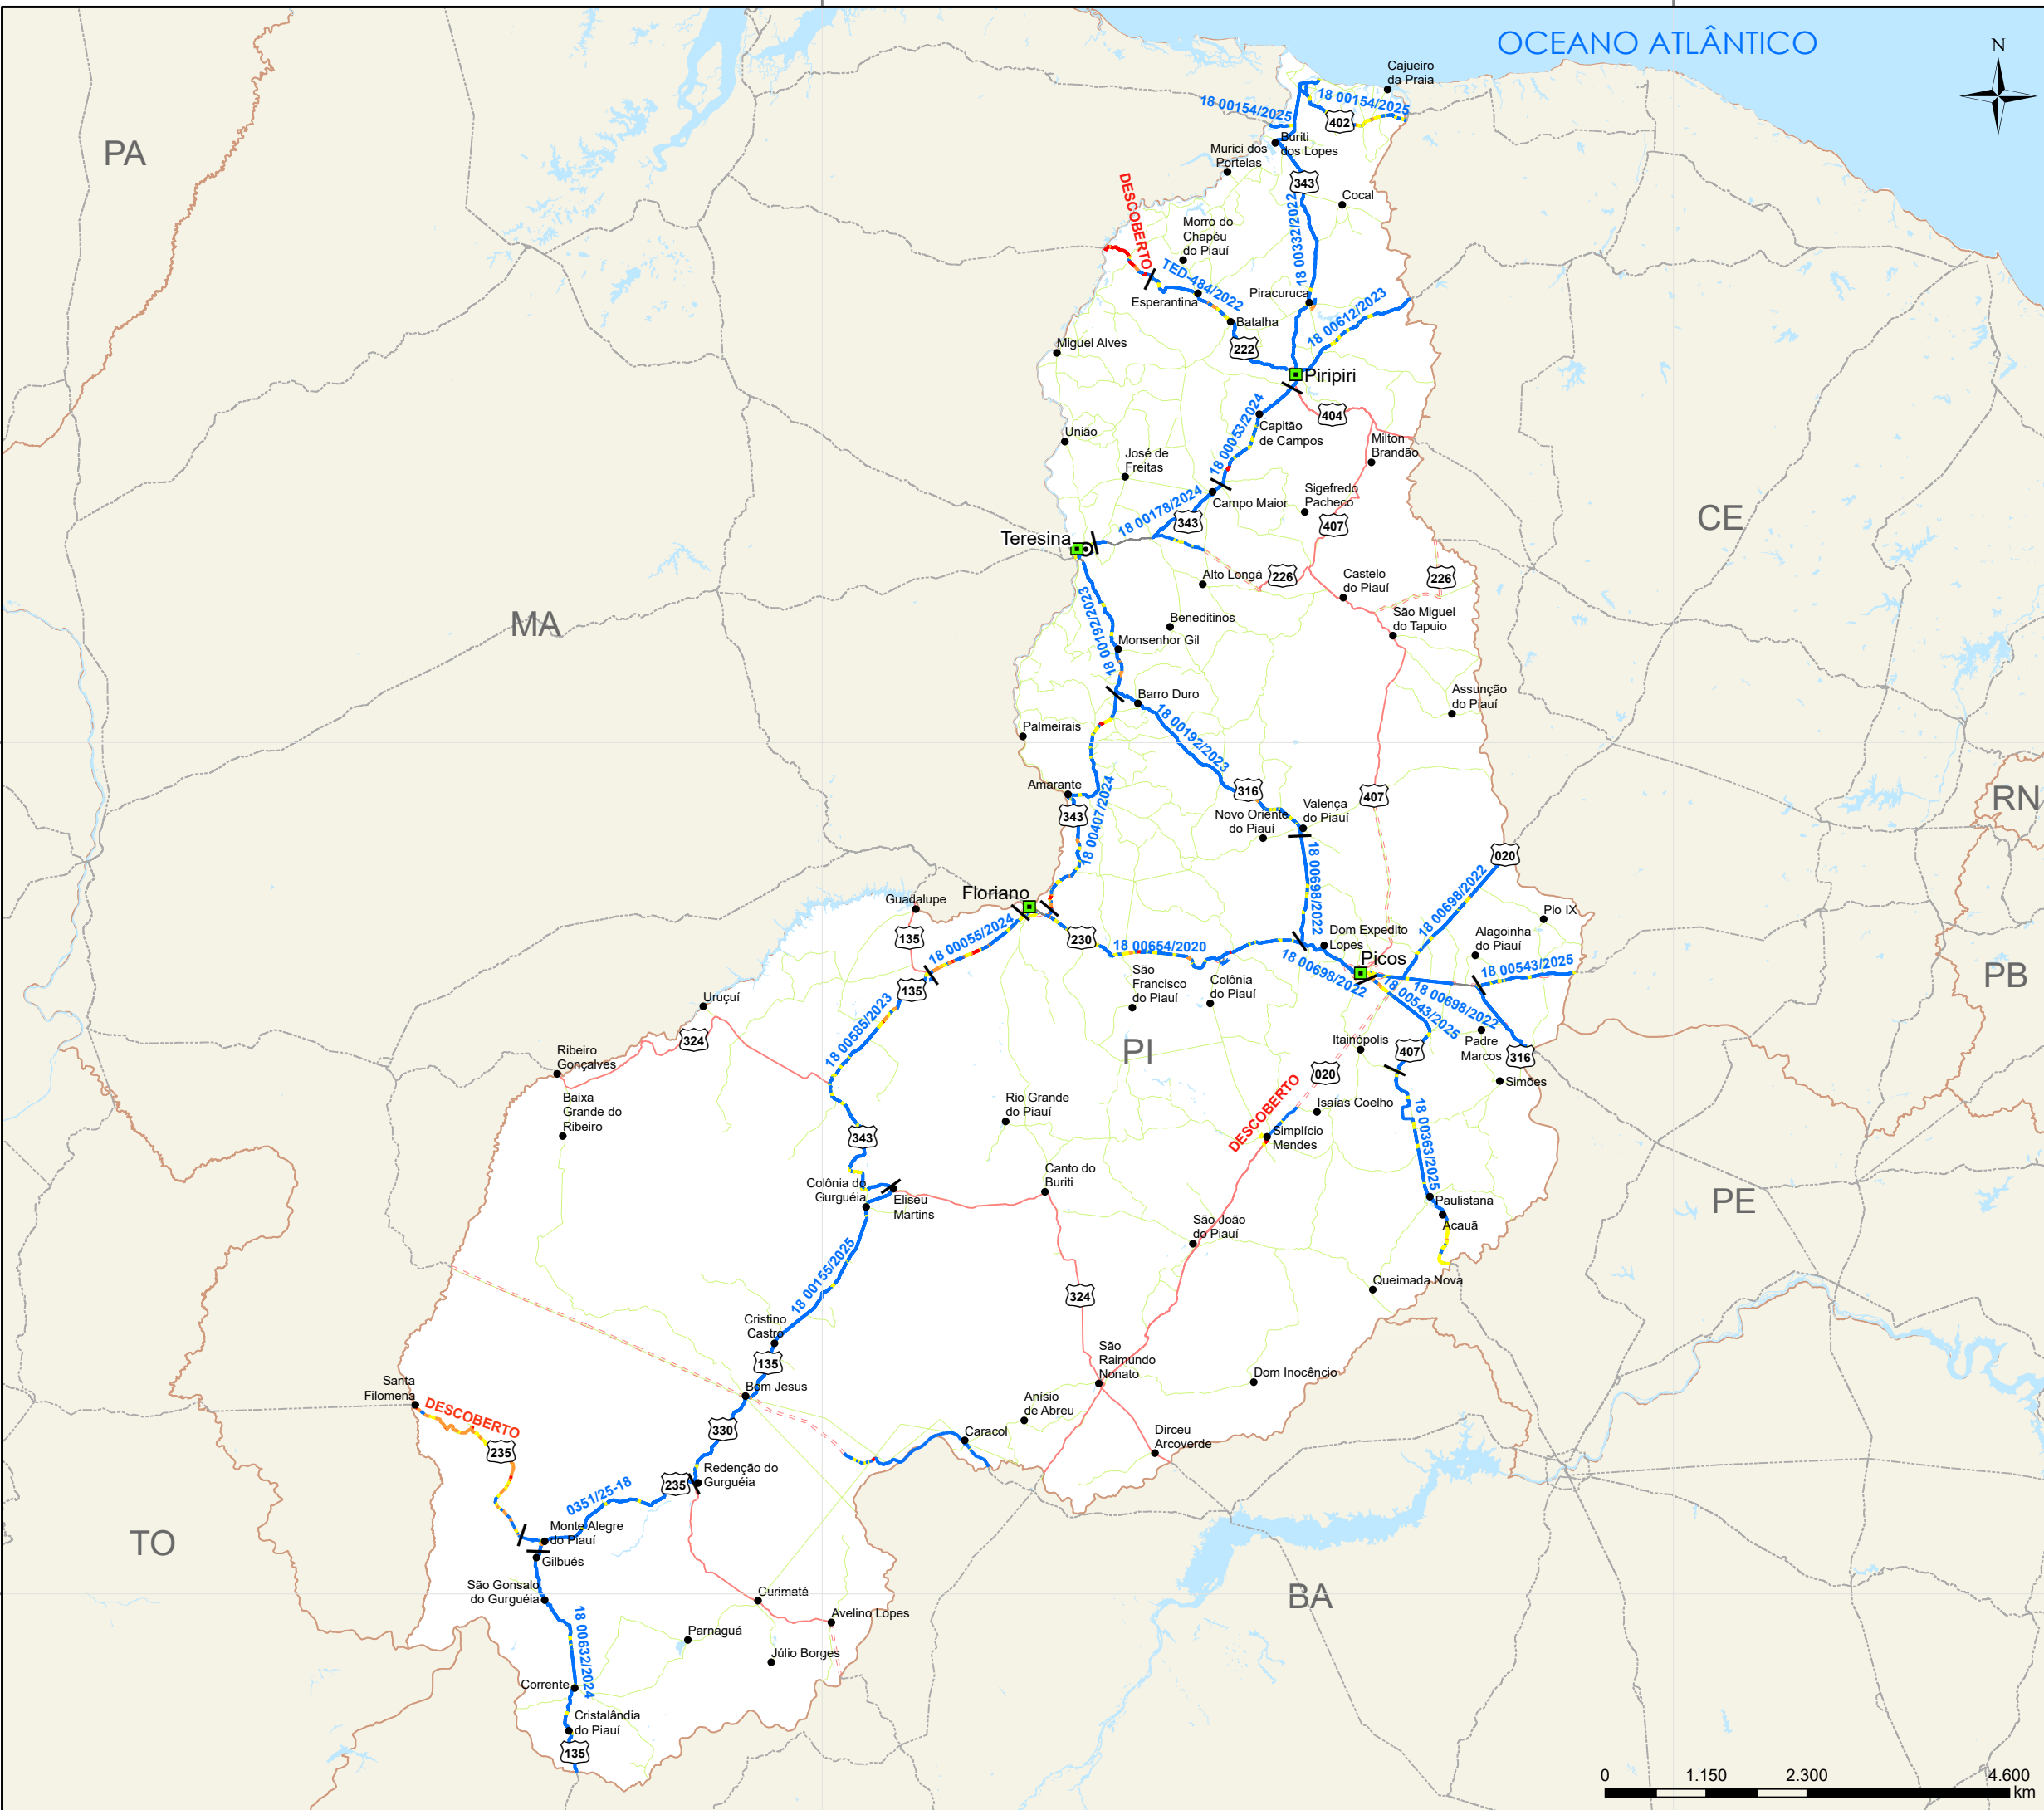 OCEANO ATLÂNTICO
N
Cajueiro
da Praia
18 00154/2025
18 00154/2025
402
PA
Buriti
dos Lopes
Murici dos
Portelas
343
DESCOBERTO
Cocal
18 00332/2022
Morro do
Chapéu
do Piauí
TED-484/2022
Esperantina
Piracuruca
18 00612/2023
Batalha
222
Miguel Alves
Piripiri
18 00053/2024
404
Capitão
de Campos
União
Milton
Brandão
José de
Freitas
Sigefredo
Pacheco
Campo Maior
18 00178/2024
343
407
CE
Teresina
226
226
Alto Longá
Castelo
do Piauí
18 00192/2023
São Miguel
do Tapuio
MA
Beneditinos
Monsenhor Gil
Barro Duro
Assunção
do Piauí
18 00192/2023
Palmeirais
Amarante
316
407
RN
343
18 00407/2024
Novo Oriente
do Piauí
Valença
do Piauí
020
18 00698/2022
18 00698/2022
Floriano
Guadalupe
Pio IX
135
18 00055/2024
230
18 00654/2020
Dom Expedito
Lopes
Alagoinha
do Piauí
Picos
18 00698/2022
18 00543/2025
PB
135
São
Francisco
do Piauí
Colônia
do Piauí
18 00698/2022
18 00543/2025
Uruçuí
18 00585/2023
324
PI
Itainópolis
407
Padre
Marcos
316
Ribeiro
Gonçalves
020
Simões
Baixa
Grande do
Ribeiro
Rio Grande
do Piauí
DESCOBERTO
Isaías Coelho
18 00363/2025
343
Simplício
Mendes
Colônia do
Gurguéia
Eliseu
Martins
Canto do
Buriti
Paulistana
PE
Acauã
São João
do Piauí
18 00155/2025
324
Queimada Nova
Cristino
Castro
135
São
Raimundo
Nonato
Bom Jesus
Dom Inocêncio
Santa
Filomena
DESCOBERTO
Anísio
de Abreu
330
235
Caracol
Dirceu
Arcoverde
Redenção do
Gurguéia
235
0351/25-18
TO
Monte Alegre
do Piauí
Gilbués
São Gonsalo
do Gurguéia
Curimatá
BA
Avelino Lopes
18 00632/2024
Parnaguá
Júlio Borges
Corrente
Cristalândia
do Piauí
135
0 1.150 2.300 4.600
km